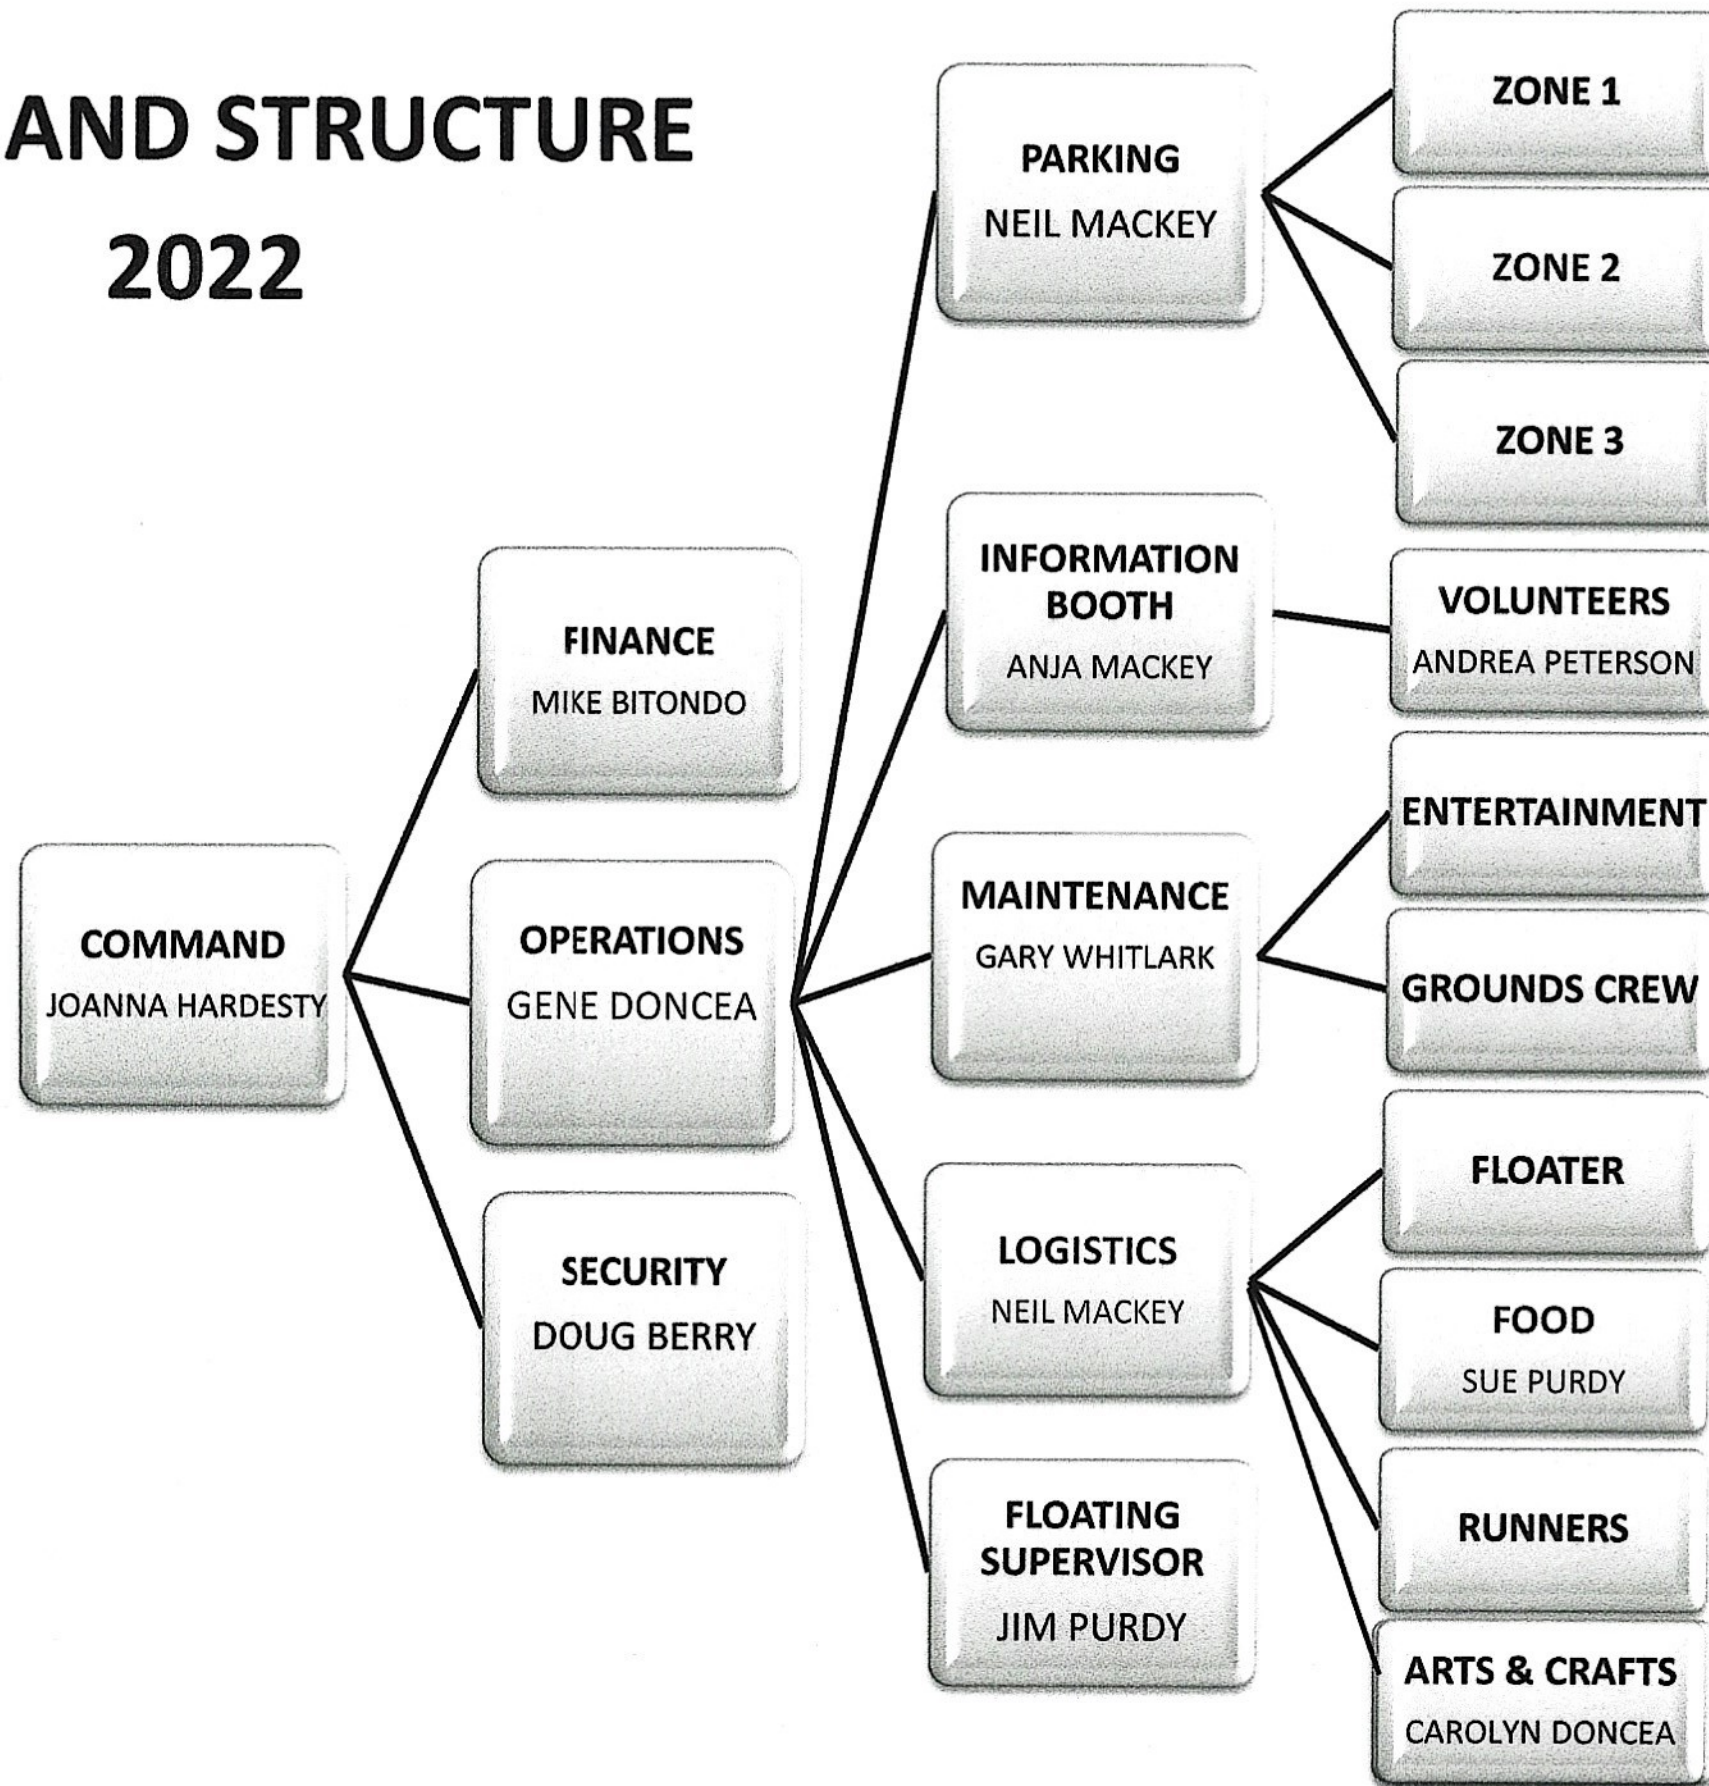 AND STRUCTURE
2022
COMMAND
JOANNA HARDESTY
FINANCE
MIKE BITONDO
OPERATIONS
GENE DONCEA
SECURITY
DOUG BERRY
PARKING
NEIL MACKEY
INFORMATION
BOOTH
ANJA MACKEY
MAINTENANCE
GARY WHITLARK
LOGISTICS
NEIL MACKEY
FLOATING
SUPERVISOR
JIM PURDY
ZONE 1
ZONE 2
ZONE 3
VOLUNTEERS
ANDREA PETERSON
ENTERTAINMENT
GROUNDS CREW
FLOATER
FOOD
SUE PURDY
RUNNERS
ARTS & CRAFTS
CAROLYN DONCEA